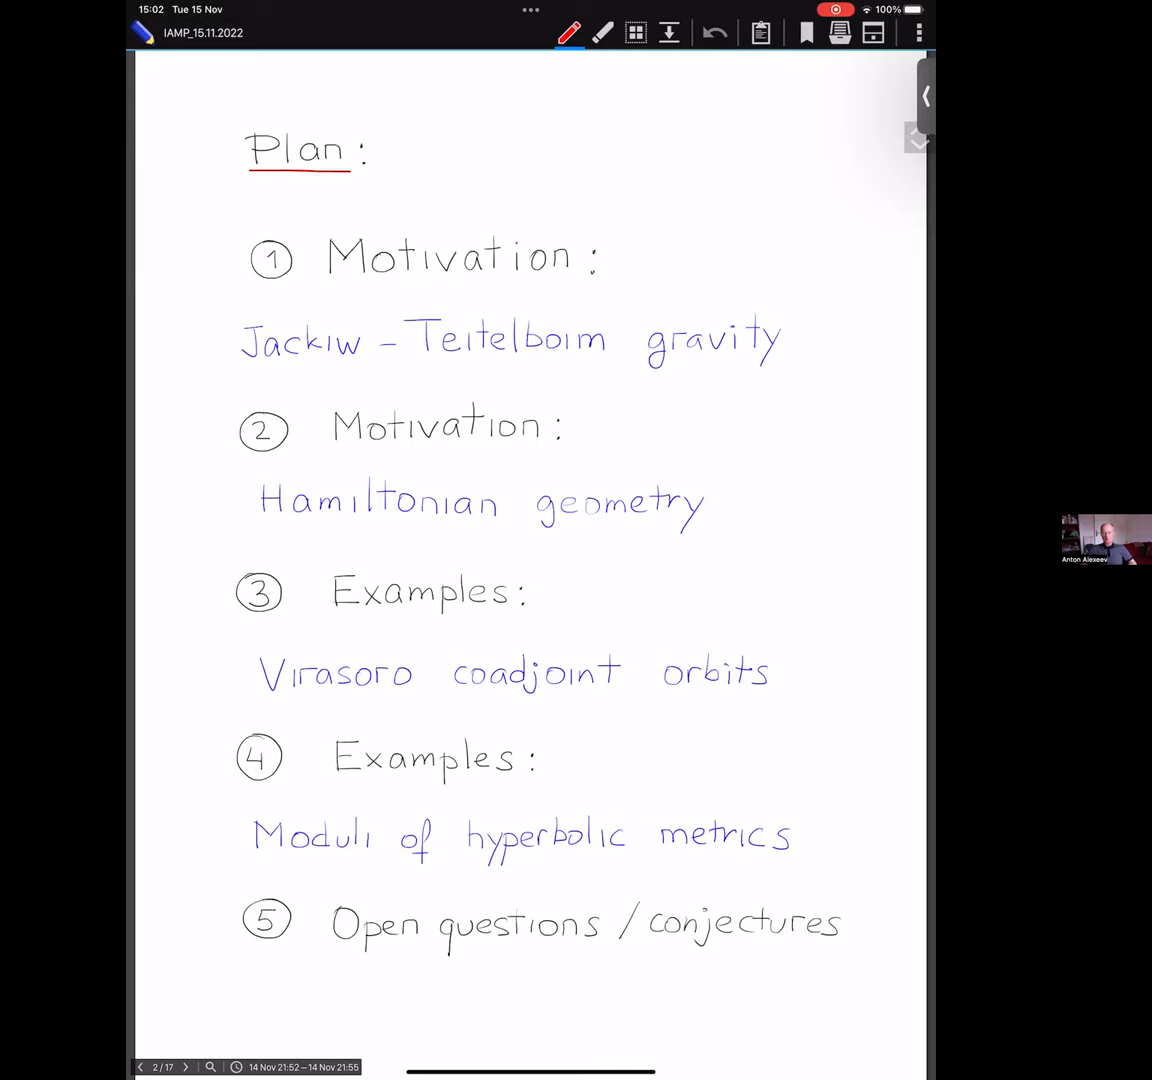 15:02 Tue 15 Nov
100%
IAMP_15.11.2022
Plan:
1 Motivation:
Jackiw - Teitelboim gravity
2 Motivation:
Hamiltonian geometry
3 Examples:
Virasoro coadjoint orbits
4 Examples:
Moduli of hyperbolic metrics
5 Open questions / conjectures
Anton Alexeev
2/17
14 Nov 21:52 – 14 Nov 21:55